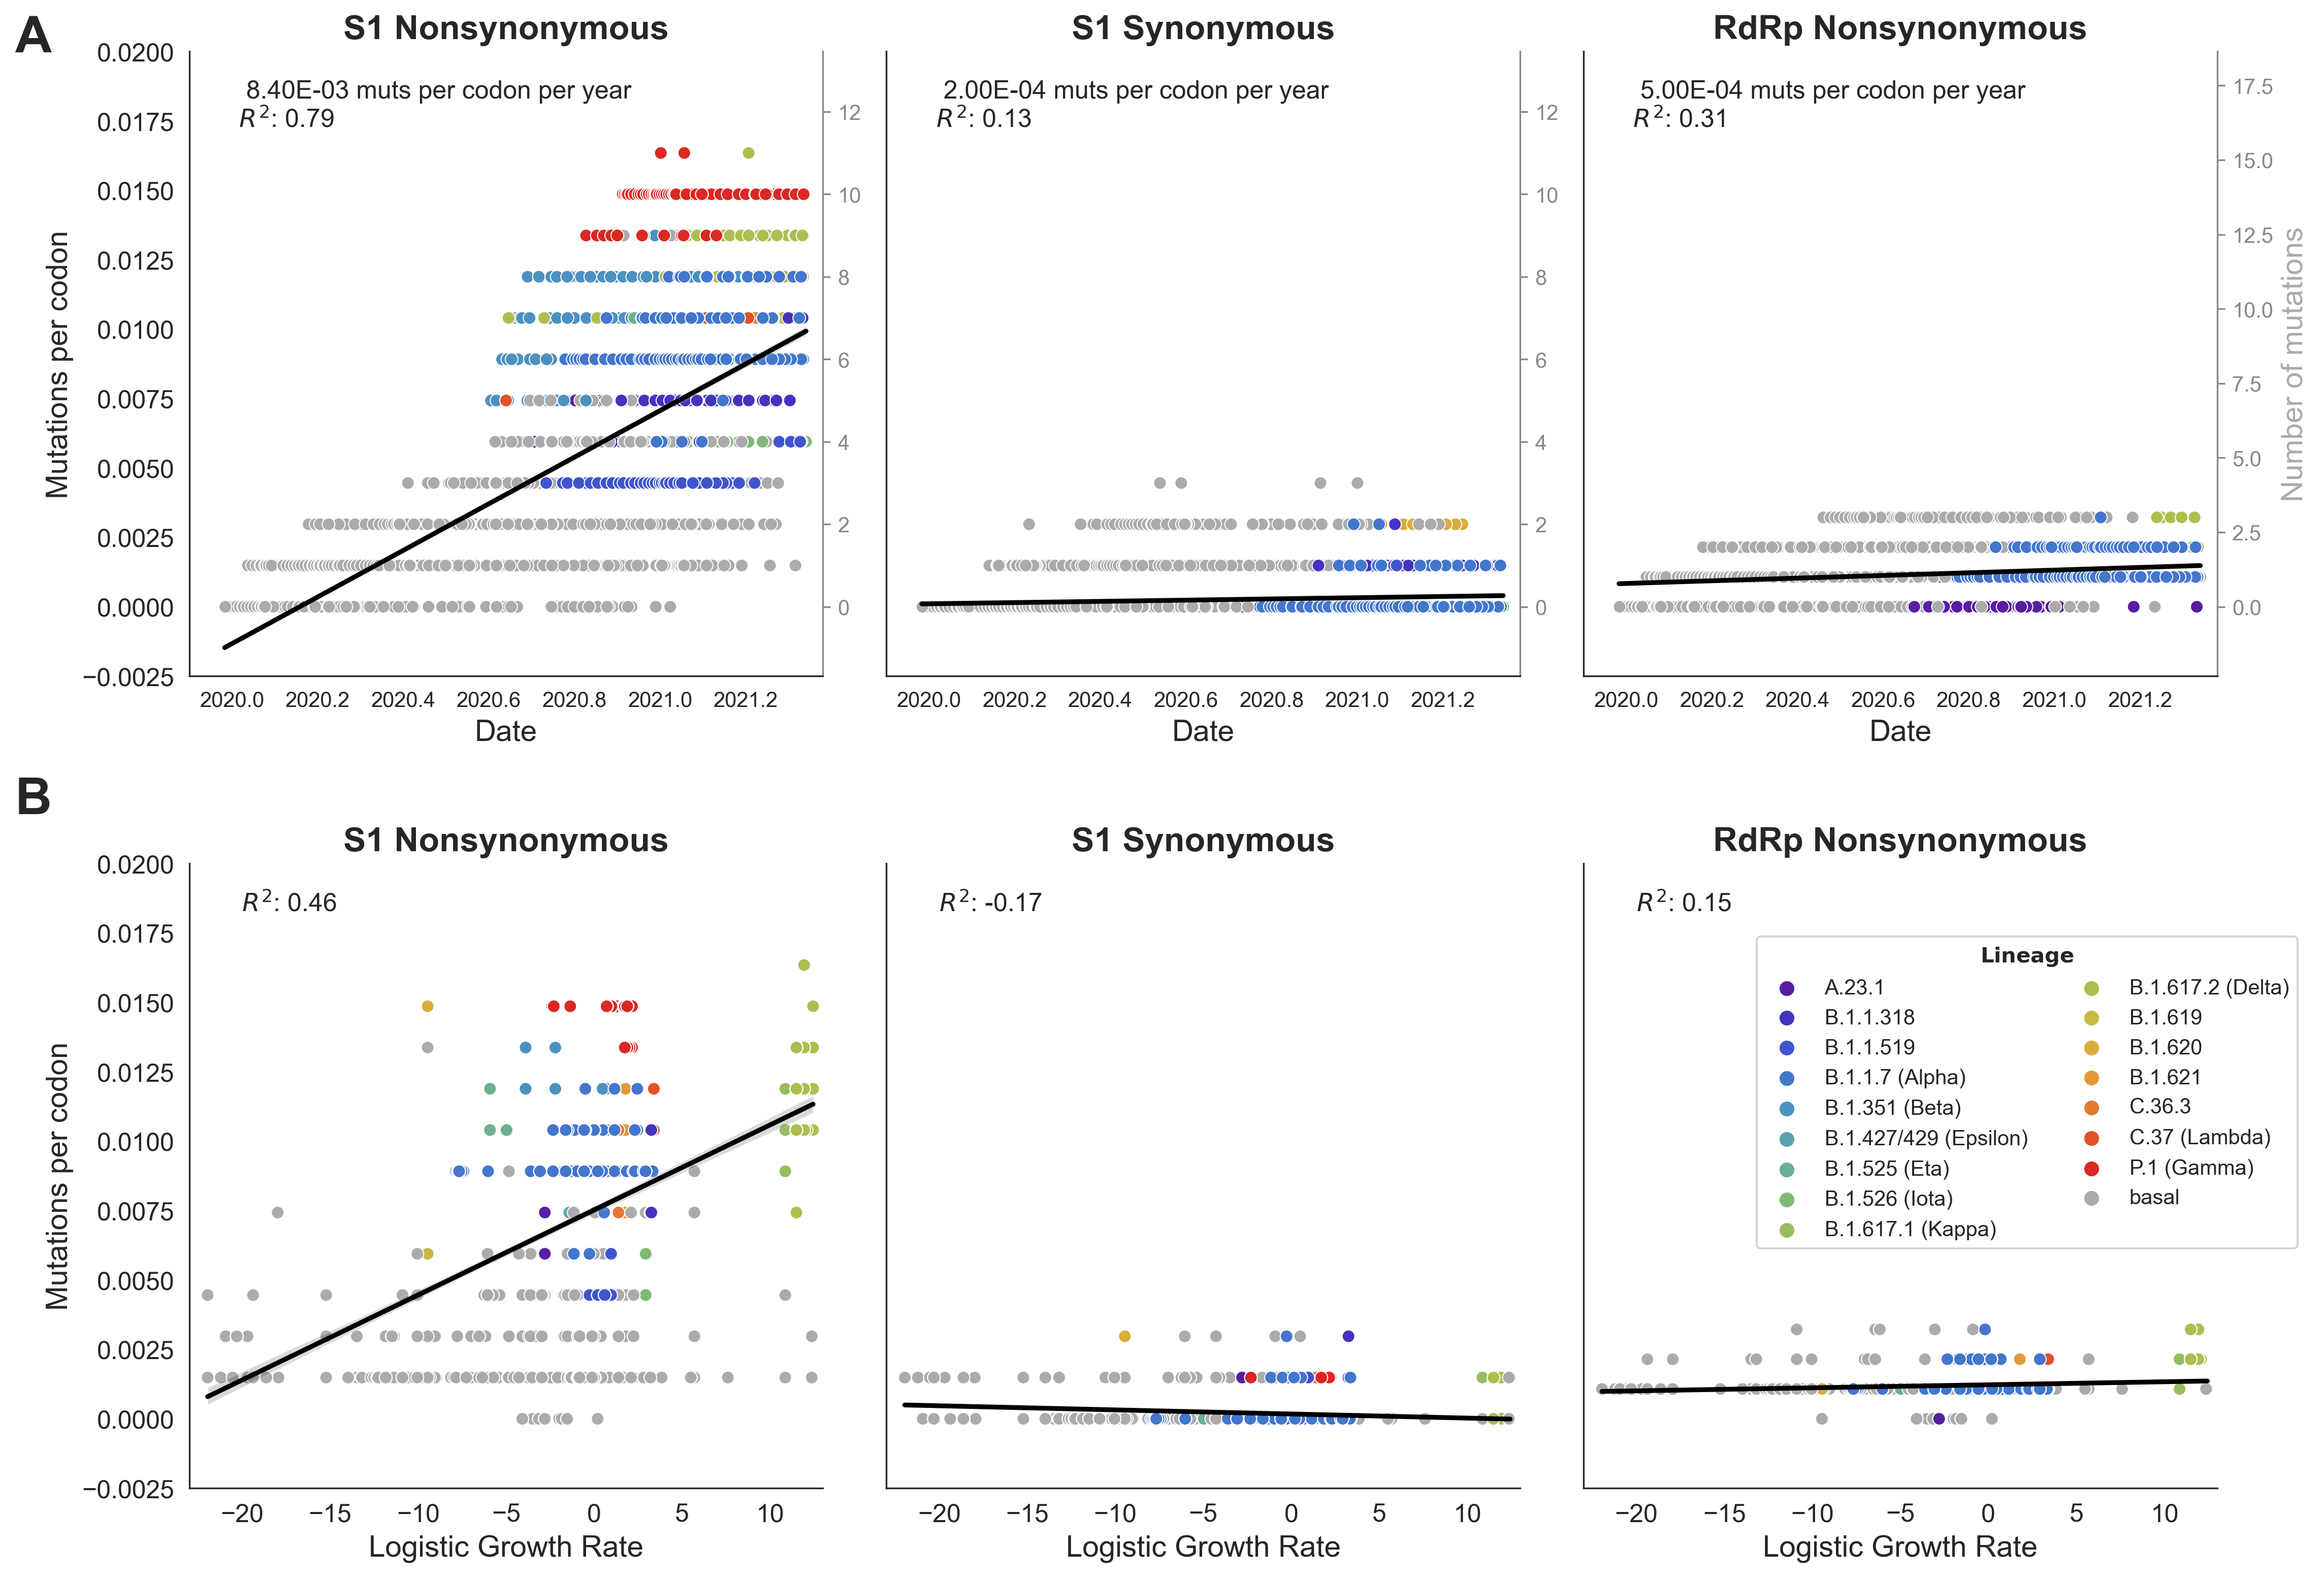 A
S1 Nonsynonymous
S1 Synonymous
RdRp Nonsynonymous
8.40E-03 muts per codon per year
R²: 0.79
2.00E-04 muts per codon per year
R²: 0.13
5.00E-04 muts per codon per year
R²: 0.31
Mutations per codon
0.0200
0.0175
0.0150
0.0125
0.0100
0.0075
0.0050
0.0025
0.0000
−0.0025
12
10
8
6
4
2
0
12
10
8
6
4
2
0
17.5
15.0
12.5
10.0
7.5
5.0
2.5
0.0
Number of mutations
2020.0 2020.2 2020.4 2020.6 2020.8 2021.0 2021.2
2020.0 2020.2 2020.4 2020.6 2020.8 2021.0 2021.2
2020.0 2020.2 2020.4 2020.6 2020.8 2021.0 2021.2
Date
Date
Date
B
S1 Nonsynonymous
S1 Synonymous
RdRp Nonsynonymous
R²: 0.46
R²: -0.17
R²: 0.15
Mutations per codon
0.0200
0.0175
0.0150
0.0125
0.0100
0.0075
0.0050
0.0025
0.0000
−0.0025
Lineage
A.23.1
B.1.1.318
B.1.1.519
B.1.1.7 (Alpha)
B.1.351 (Beta)
B.1.427/429 (Epsilon)
B.1.525 (Eta)
B.1.526 (Iota)
B.1.617.1 (Kappa)
B.1.617.2 (Delta)
B.1.619
B.1.620
B.1.621
C.36.3
C.37 (Lambda)
P.1 (Gamma)
basal
−20 −15 −10 −5 0 5 10
−20 −15 −10 −5 0 5 10
−20 −15 −10 −5 0 5 10
Logistic Growth Rate
Logistic Growth Rate
Logistic Growth Rate